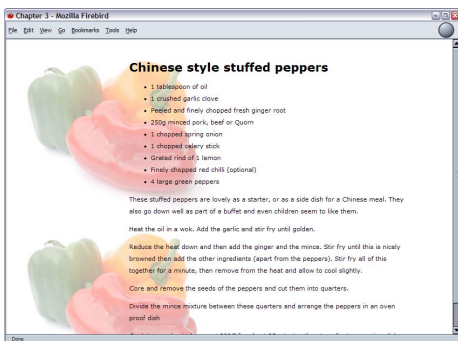 Chapter 3 - Mozilla Firebird
File Edit View Go Bookmarks Tools Help
Chinese style stuffed peppers
1 tablespoon of oil
1 crushed garlic clove
Peeled and finely chopped fresh ginger root
250g minced pork, beef or Quorn
1 chopped spring onion
1 chopped celery stick
Grated rind of 1 lemon
Finely chopped red chilli (optional)
4 large green peppers
These stuffed peppers are lovely as a starter, or as a side dish for a Chinese meal. They
also go down well as part of a buffet and even children seem to like them.
Heat the oil in a wok. Add the garlic and stir fry until golden.
Reduce the heat down and then add the ginger and the mince. Stir fry until this is nicely
browned then add the other ingredients (apart from the peppers). Stir fry all of this
together for a minute, then remove from the heat and allow to cool slightly.
Core and remove the seeds of the peppers and cut them into quarters.
Divide the mince mixture between these quarters and arrange the peppers in an oven
proof dish
Done